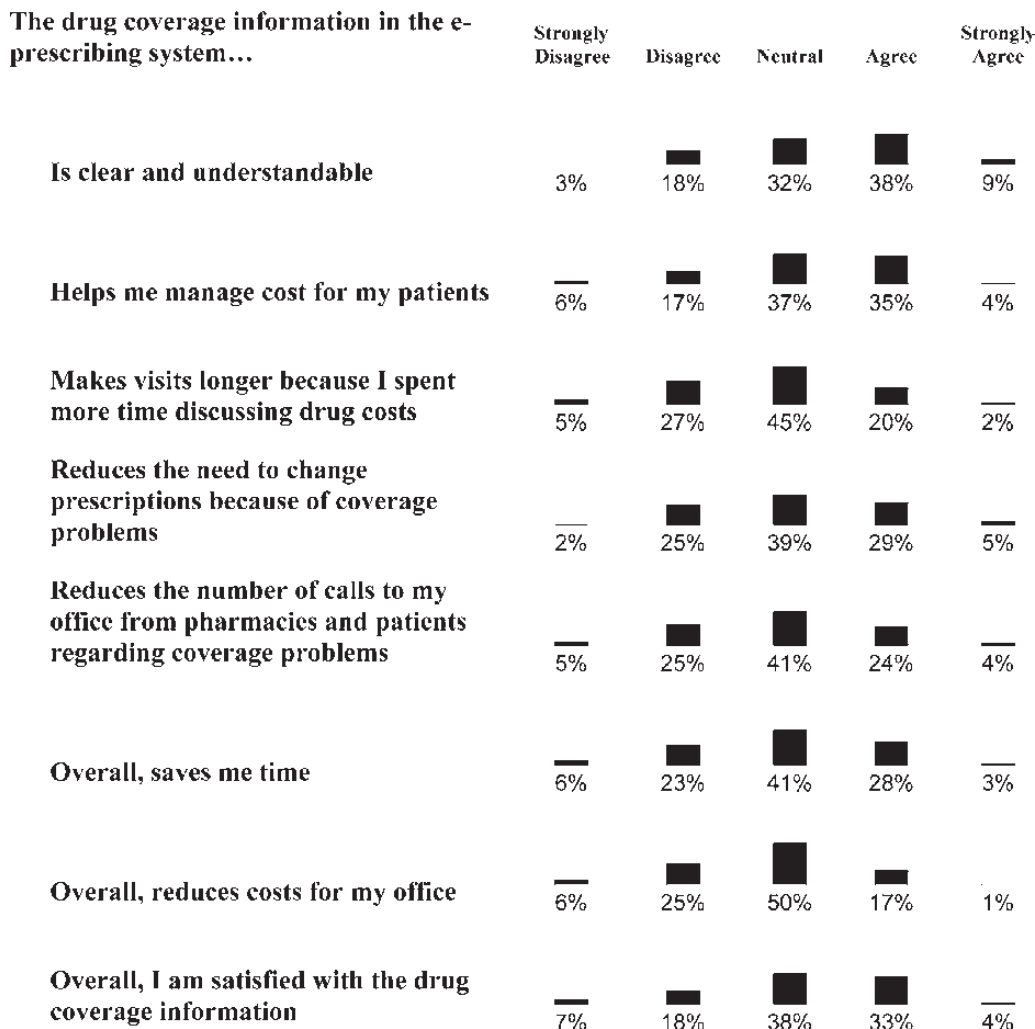 The drug coverage information in the e-
prescribing system...
Strongly Disagree Disagree Neutral Agree Strongly Agree
Is clear and understandable
3% 18% 32% 38% 9%
Helps me manage cost for my patients
6% 17% 37% 35% 4%
Makes visits longer because I spent
more time discussing drug costs
5% 27% 45% 20% 2%
Reduces the need to change
prescriptions because of coverage
problems
2% 25% 39% 29% 5%
Reduces the number of calls to my
office from pharmacies and patients
regarding coverage problems
5% 25% 41% 24% 4%
Overall, saves me time
6% 23% 41% 28% 3%
Overall, reduces costs for my office
6% 25% 50% 17% 1%
Overall, I am satisfied with the drug
coverage information
7% 18% 38% 33% 4%